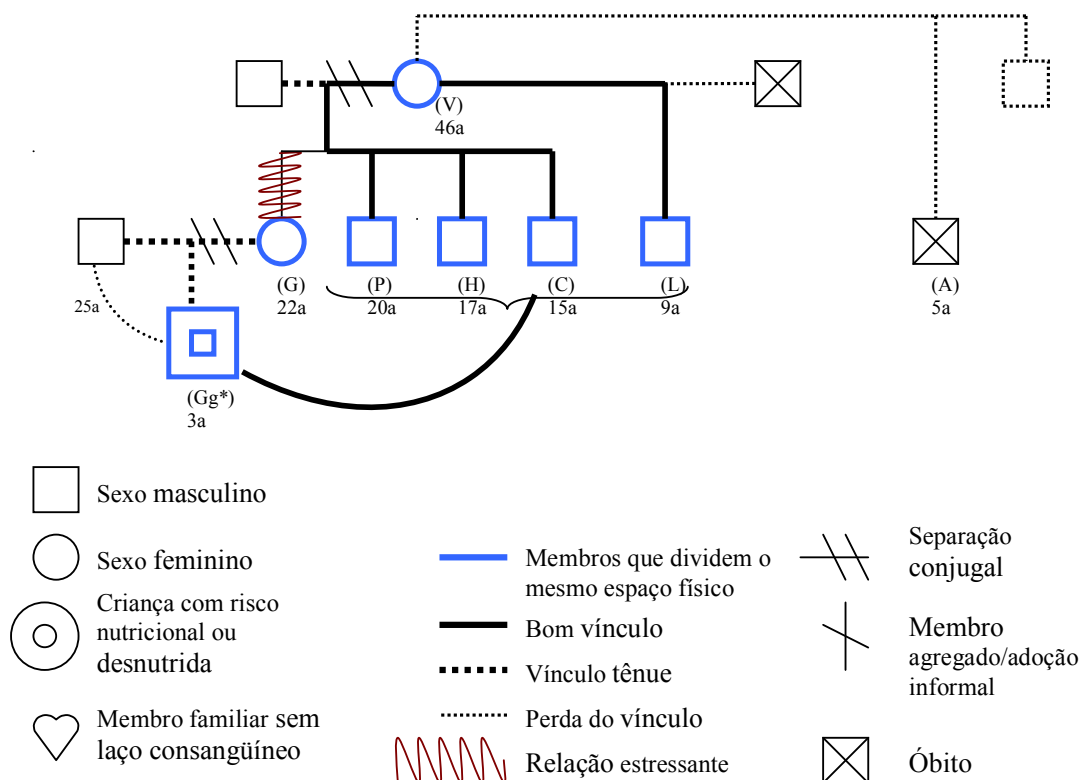 (V)
46a
(G)
22a
(P)
20a
(H)
17a
(C)
15a
(L)
9a
(A)
5a
25a
(Gg*)
3a
Sexo masculino
Sexo feminino
Criança com risco
nutricional ou
desnutrida
Membro familiar sem
laço consangüíneo
Membros que dividem o
mesmo espaço físico
Bom vínculo
Vínculo tênue
Perda do vínculo
Relação estressante
Separação
conjugal
Membro
agregado/adoção
informal
Óbito